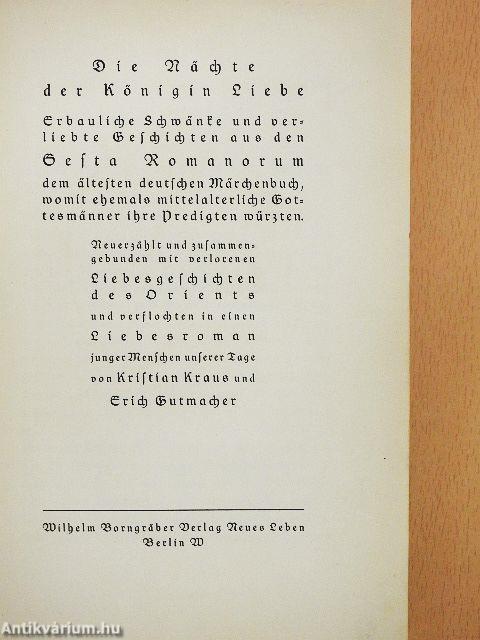 Die Nächte
der Königin Liebe
Erbauliche Schwänke und ver-
liebte Geschichten aus den
Gesta Romanorum
dem ältesten deutschen Märchenbuch,
womit ehemals mittelalterliche Got-
tesmänner ihre Predigten würzten.
Neuerzählt und zusammen-
gebunden mit verlorenen
Liebesgeschichten
des Orients
und verflochten in einen
Liebesroman
junger Menschen unserer Tage
von Kristian Kraus und
Erich Gutmacher
Wilhelm Borngräber Verlag Neues Leben
Berlin W
Antikvárium.hu